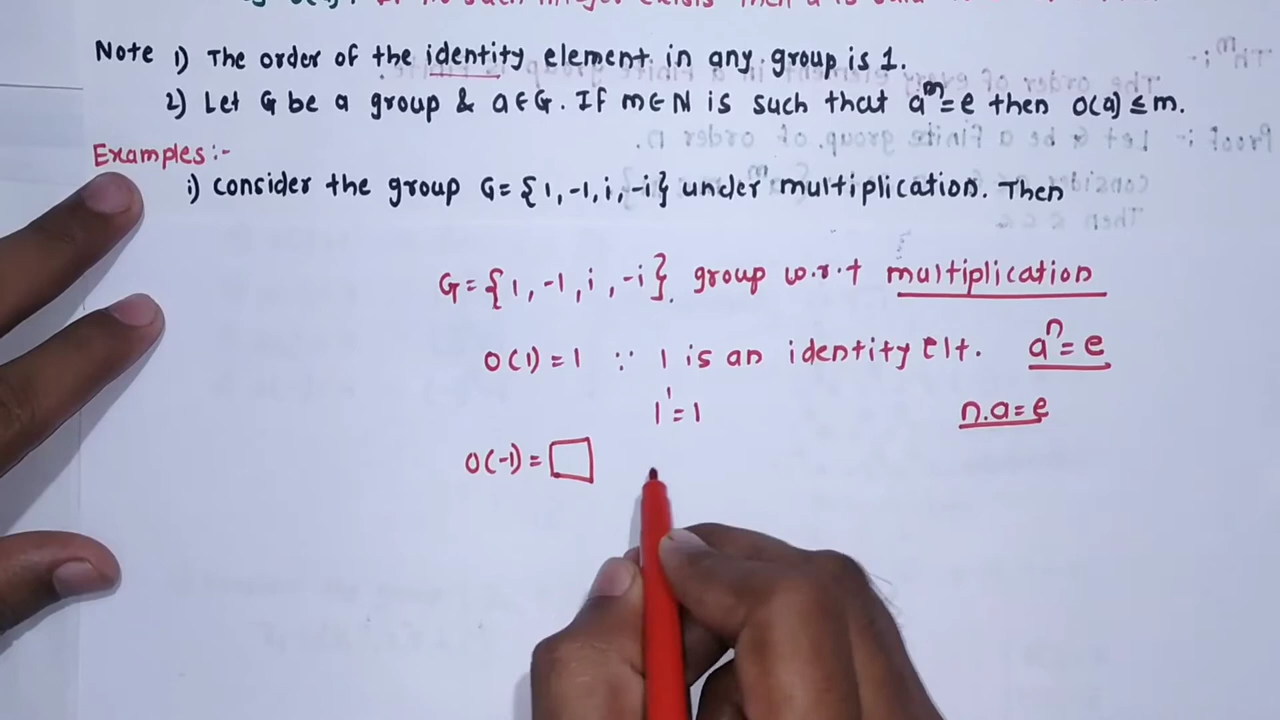 Note 1) The order of the identity element in any group is 1.
2) Let G be a group & a∈G. If m∈N is such that a^m=e then o(a) ≤ m.
Examples:-
i) consider the group G= {1, -1, i, -i} under multiplication. Then
G= {1, -1, i, -i}. group w.r.t multiplication
O(1) = 1 ∵ 1 is an identity elt. a^n = e
1^1 = 1 n.a = e
O(-1) = □